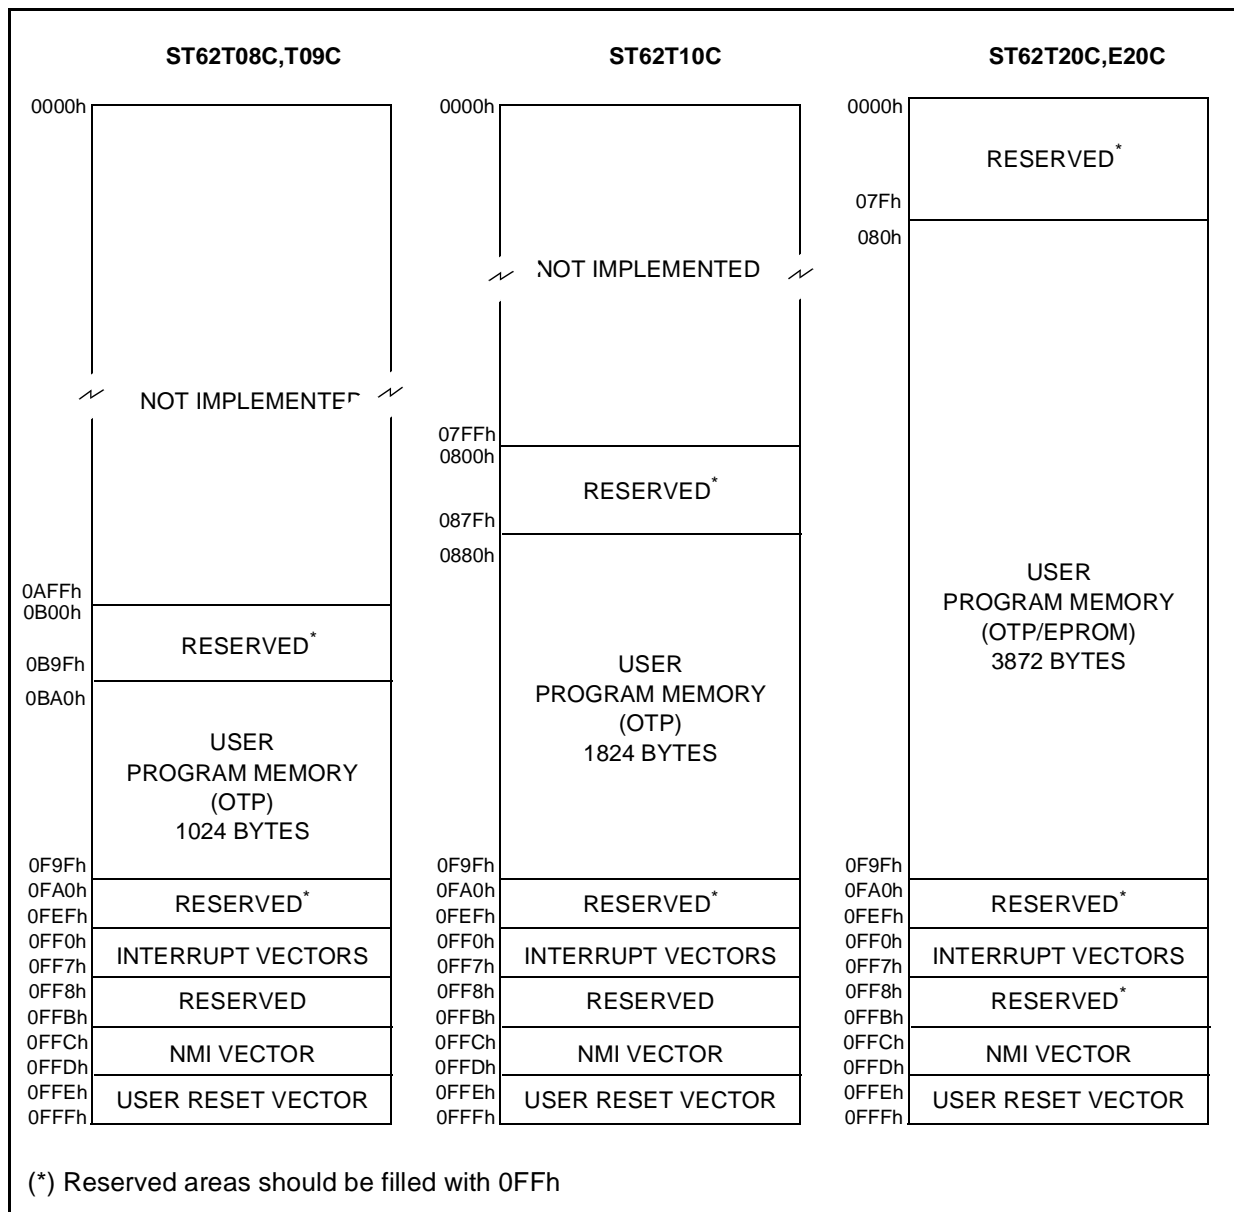 ST62T08C,T09C
0000h
NOT IMPLEMENTED
0AFFh
0B00h
RESERVED*
0B9Fh
0BA0h
USER
PROGRAM MEMORY
(OTP)
1024 BYTES
0F9Fh
0FA0h
RESERVED*
0FEFh
0FF0h
INTERRUPT VECTORS
0FF7h
0FF8h
RESERVED
0FFBh
0FFCh
NMI VECTOR
0FFDh
0FFEh
USER RESET VECTOR
0FFFh
ST62T10C
0000h
NOT IMPLEMENTED
07FFh
0800h
RESERVED*
087Fh
0880h
USER
PROGRAM MEMORY
(OTP)
1824 BYTES
0F9Fh
0FA0h
RESERVED*
0FEFh
0FF0h
INTERRUPT VECTORS
0FF7h
0FF8h
RESERVED
0FFBh
0FFCh
NMI VECTOR
0FFDh
0FFEh
USER RESET VECTOR
0FFFh
ST62T20C,E20C
0000h
RESERVED*
07Fh
080h
USER
PROGRAM MEMORY
(OTP/EPROM)
3872 BYTES
0F9Fh
0FA0h
RESERVED*
0FEFh
0FF0h
INTERRUPT VECTORS
0FF7h
0FF8h
RESERVED*
0FFBh
0FFCh
NMI VECTOR
0FFDh
0FFEh
USER RESET VECTOR
0FFFh
(*) Reserved areas should be filled with 0FFh